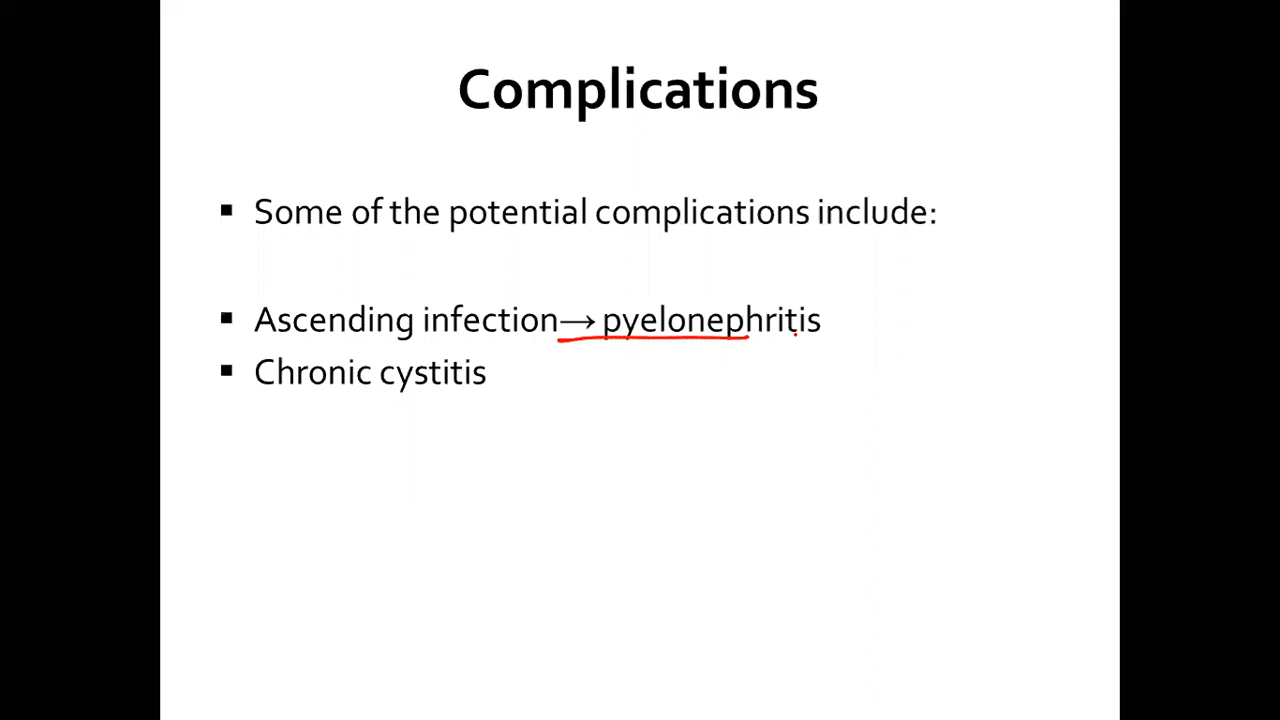 Complications
▪ Some of the potential complications include:
▪ Ascending infection→ pyelonephritis
▪ Chronic cystitis